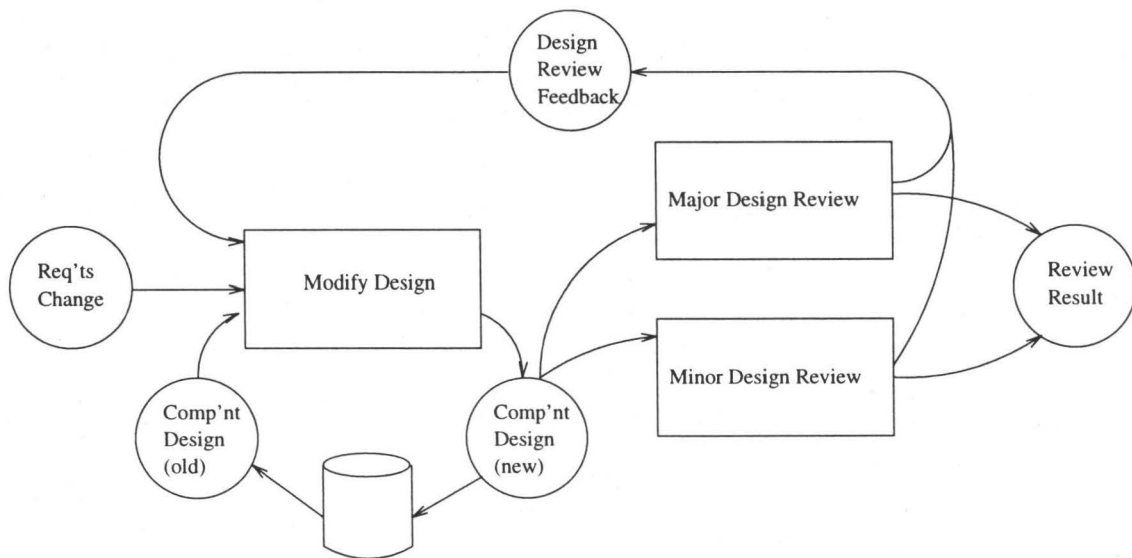 Design
Review
Feedback
Major Design Review
Req'ts
Change
Modify Design
Review
Result
Minor Design Review
Comp'nt
Design
(old)
Comp'nt
Design
(new)